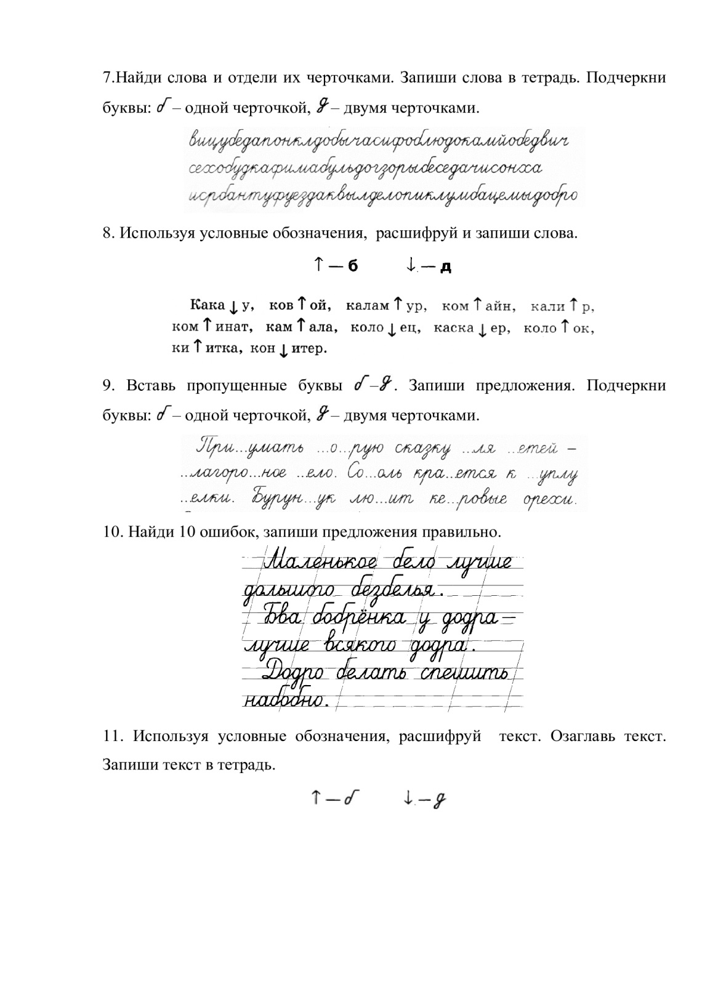 7.Найди слова и отдели их черточками. Запиши слова в тетрадь. Подчеркни
буквы: б – одной черточкой, д – двумя черточками.
вицубедапонклдобычасифоблюдокамйобедвич
сехобудкафимабульдогзорыбеседачисонха
исрбантуфуездаквылделопиклумбацемыдобро
8. Используя условные обозначения, расшифруй и запиши слова.
↑ — б ↓ — д
Кака ↓ у, ков ↑ ой, калам ↑ ур, ком ↑ айн, кали ↑ р,
ком ↑ инат, кам ↑ ала, коло ↓ ец, каска ↓ ер, коло ↑ ок,
ки ↑ итка, кон ↓ итер.
9. Вставь пропущенные буквы б – д. Запиши предложения. Подчеркни
буквы: б – одной черточкой, д – двумя черточками.
При...умать ...о...рую сказку ...ля ...етей –
...лагоро...ное ...ело. Со...оль кра...ется к ...уплу
...елки. Бурун...ук лю...ит ке...ровые орехи.
10. Найди 10 ошибок, запиши предложения правильно.
Маленькое бело лучше
дольшого безбелья.
Бва бобрёнка у додра –
лучше всякого додра.
Додро белать спешить
набобно.
11. Используя условные обозначения, расшифруй текст. Озаглавь текст.
Запиши текст в тетрадь.
↑ — б ↓ — д